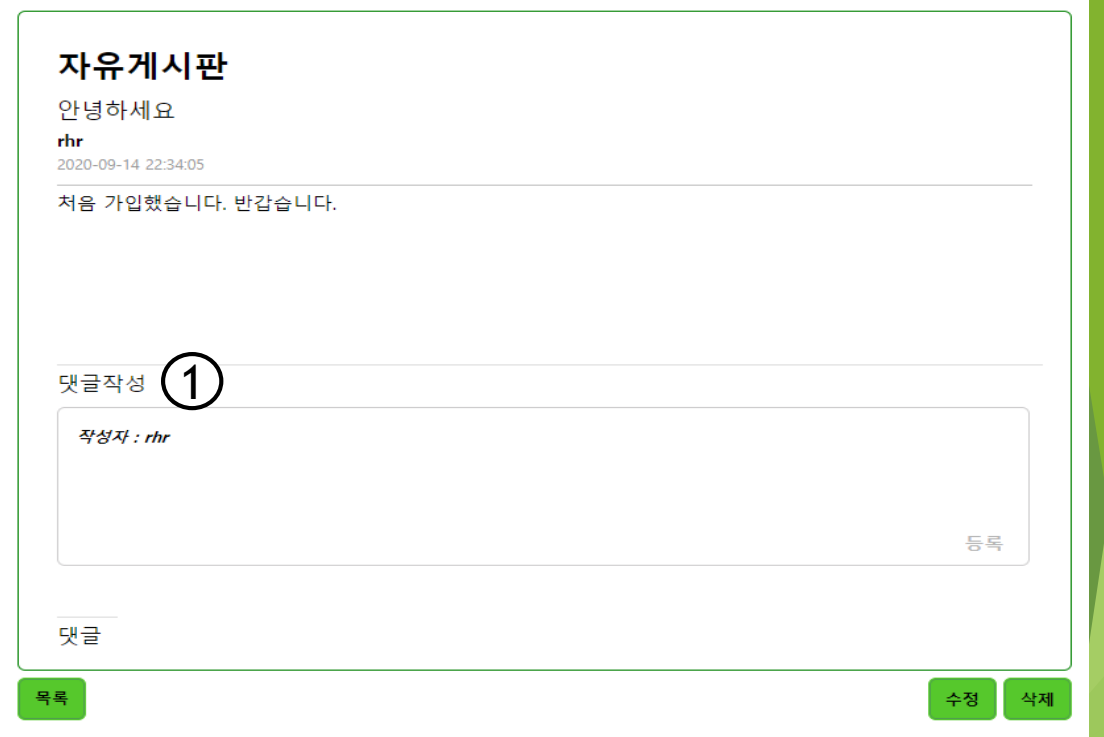 자유게시판
안녕하세요
rhr
2020-09-14 22:34:05
처음 가입했습니다. 반갑습니다.
댓글작성 ①
작성자 : rhr
등록
댓글
목록 수정 삭제